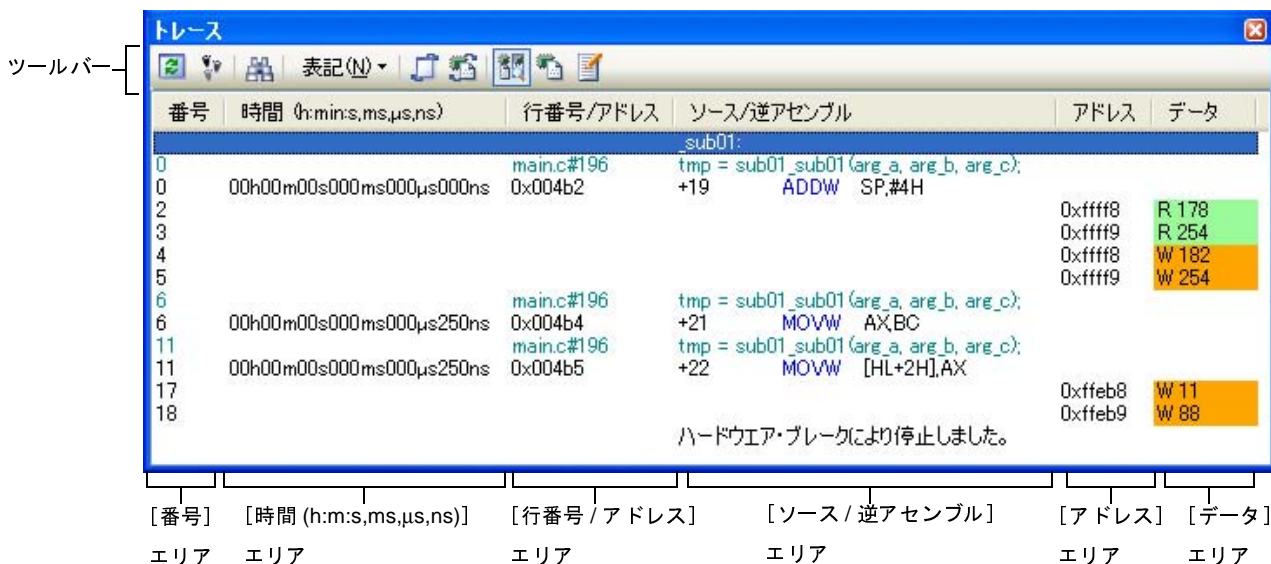 トレース
ツールバー
表記(N)
番号 時間 (h:min:s,ms,μs,ns) 行番号/アドレス ソース/逆アセンブル アドレス データ
_sub01:
0 main.c#196 tmp = sub01_sub01(arg_a, arg_b, arg_c);
0 00h00m00s000ms000μs000ns 0x004b2 +19 ADDW SP,#4H
2 0xffff8 R 178
3 0xffff9 R 254
4 0xffff8 W 182
5 0xffff9 W 254
6 main.c#196 tmp = sub01_sub01(arg_a, arg_b, arg_c);
6 00h00m00s000ms000μs250ns 0x004b4 +21 MOVW AX,BC
11 main.c#196 tmp = sub01_sub01(arg_a, arg_b, arg_c);
11 00h00m00s000ms000μs250ns 0x004b5 +22 MOVW [HL+2H],AX
17 0xffeb8 W 11
18 0xffeb9 W 88
ハードウエア・ブレークにより停止しました。
[番号] [時間 (h:m:s,ms,μs,ns)] [行番号 / アドレス] [ソース / 逆アセンブル] [アドレス] [データ]
エリア エリア エリア エリア エリア エリア